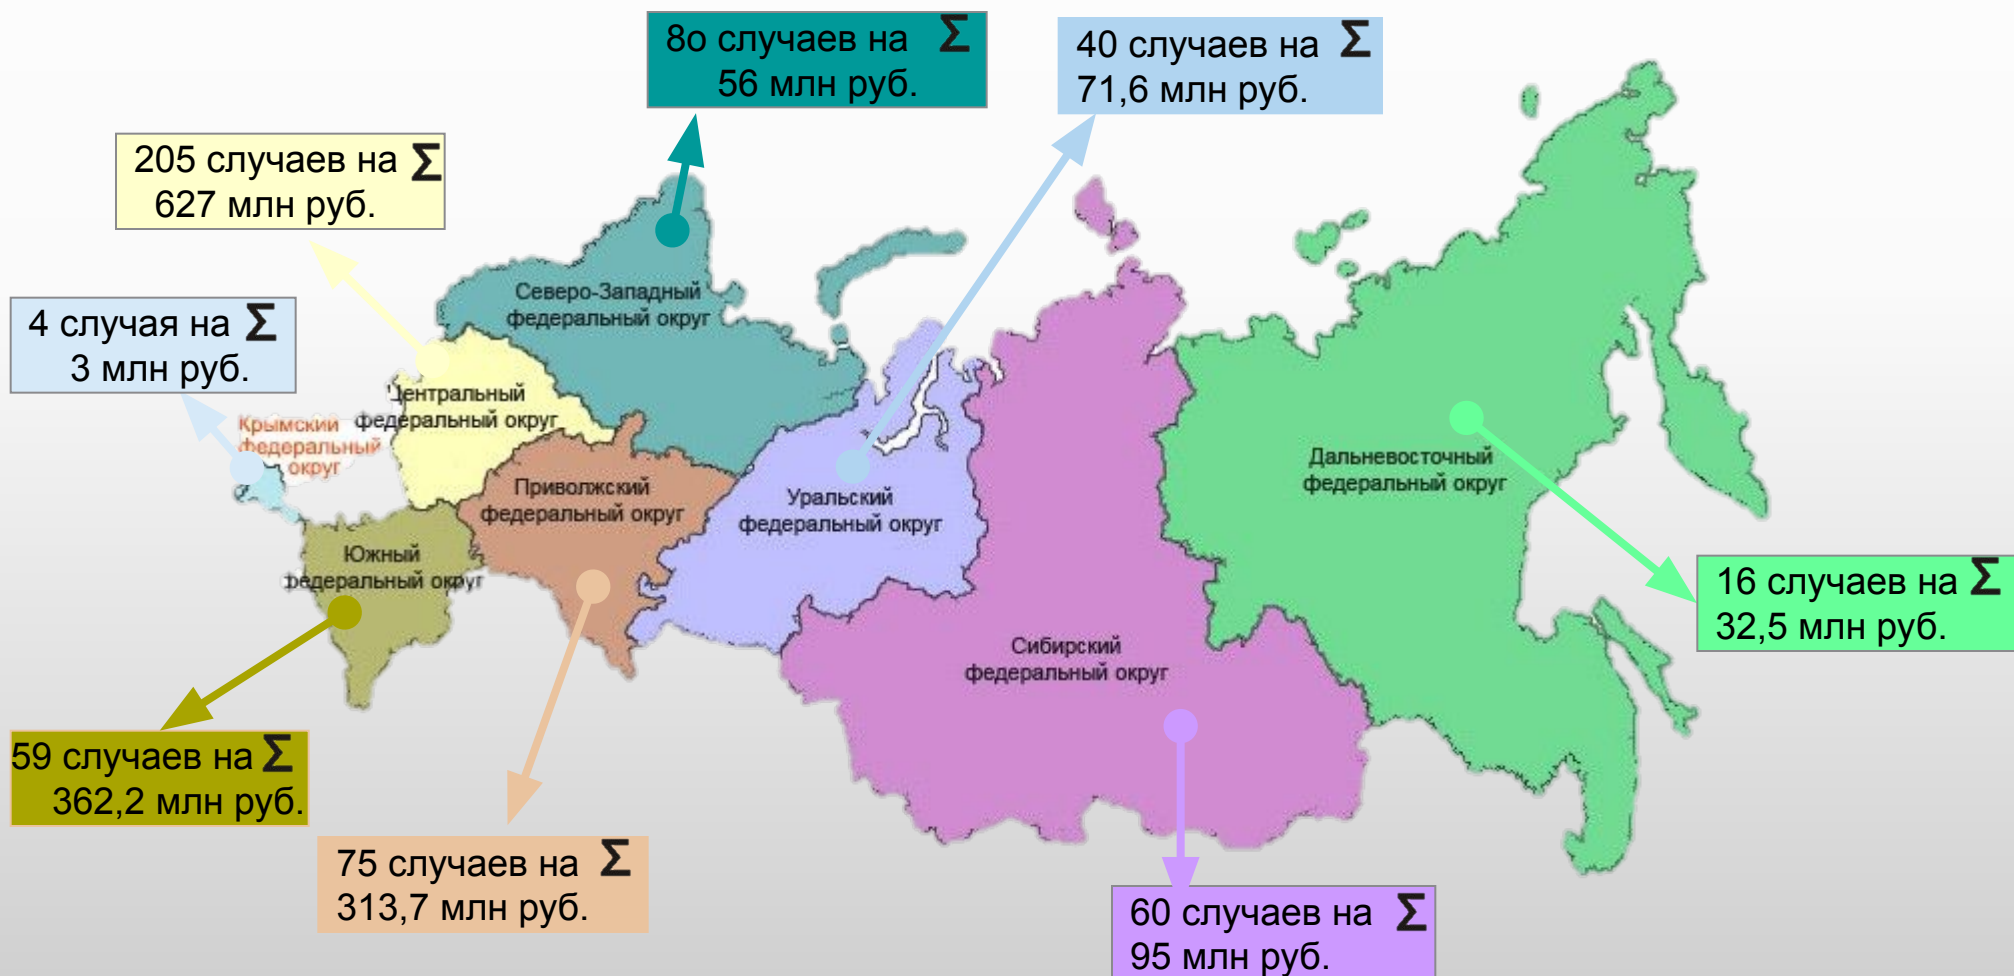 8о случаев на Σ
56 млн руб.
40 случаев на Σ
71,6 млн руб.
205 случаев на Σ
627 млн руб.
4 случая на Σ
3 млн руб.
Северо-Западный
федеральный округ
Центральный
федеральный округ
Крымский
федеральный
округ
Приволжский
федеральный округ
Уральский
федеральный округ
Дальневосточный
федеральный округ
Южный
федеральный округ
Сибирский
федеральный округ
16 случаев на Σ
32,5 млн руб.
59 случаев на Σ
362,2 млн руб.
75 случаев на Σ
313,7 млн руб.
60 случаев на Σ
95 млн руб.